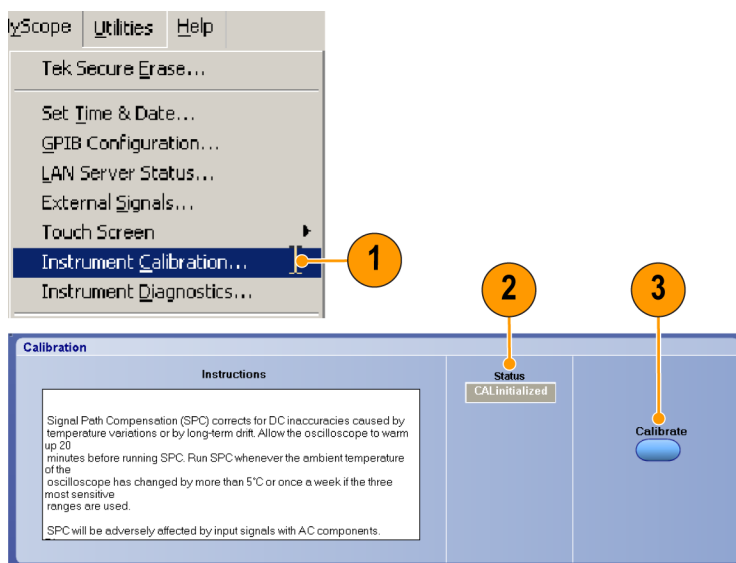 lyScope Utilities Help
Tek Secure Erase...
Set Time & Date...
GPIB Configuration...
LAN Server Status...
External Signals...
Touch Screen
Instrument Calibration...
Instrument Diagnostics...
1
2
3
Calibration
Instructions
Signal Path Compensation (SPC) corrects for DC inaccuracies caused by
temperature variations or by long-term drift. Allow the oscilloscope to warm
up 20
minutes before running SPC. Run SPC whenever the ambient temperature
of the
oscilloscope has changed by more than 5°C or once a week if the three
most sensitive
ranges are used.
SPC will be adversely affected by input signals with AC components.
Status
CALinitialized
Calibrate